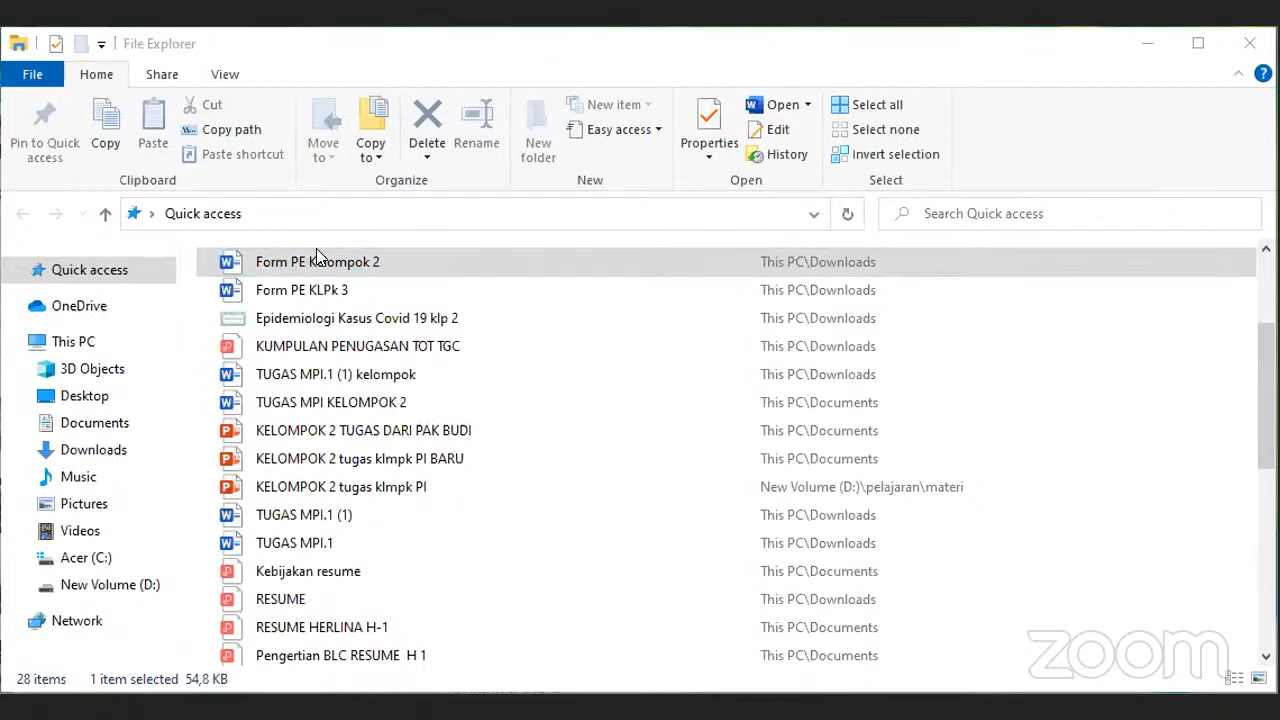 File Explorer
File Home Share View
Pin to Quick access
Copy
Paste
Cut
Copy path
Paste shortcut
Clipboard
Move to
Copy to
Delete
Rename
Organize
New folder
New item
Easy access
New
Properties
Open
Edit
History
Open
Select all
Select none
Invert selection
Select
Quick access
Search Quick access
Quick access
OneDrive
This PC
3D Objects
Desktop
Documents
Downloads
Music
Pictures
Videos
Acer (C:)
New Volume (D:)
Network
Form PE Kelompok 2 This PC\Downloads
Form PE KLPk 3 This PC\Downloads
Epidemiologi Kasus Covid 19 klp 2 This PC\Downloads
KUMPULAN PENUGASAN TOT TGC This PC\Downloads
TUGAS MPI.1 (1) kelompok This PC\Documents
TUGAS MPI KELOMPOK 2 This PC\Documents
KELOMPOK 2 TUGAS DARI PAK BUDI This PC\Documents
KELOMPOK 2 tugas klmpk PI BARU This PC\Documents
KELOMPOK 2 tugas klmpk PI New Volume (D:)\pelajaran\materi
TUGAS MPI.1 (1) This PC\Downloads
TUGAS MPI.1 This PC\Downloads
Kebijakan resume This PC\Documents
RESUME This PC\Downloads
RESUME HERLINA H-1 This PC\Documents
Pengertian BLC RESUME H 1 This PC\Documents
28 items 1 item selected 54,8 KB
zoom